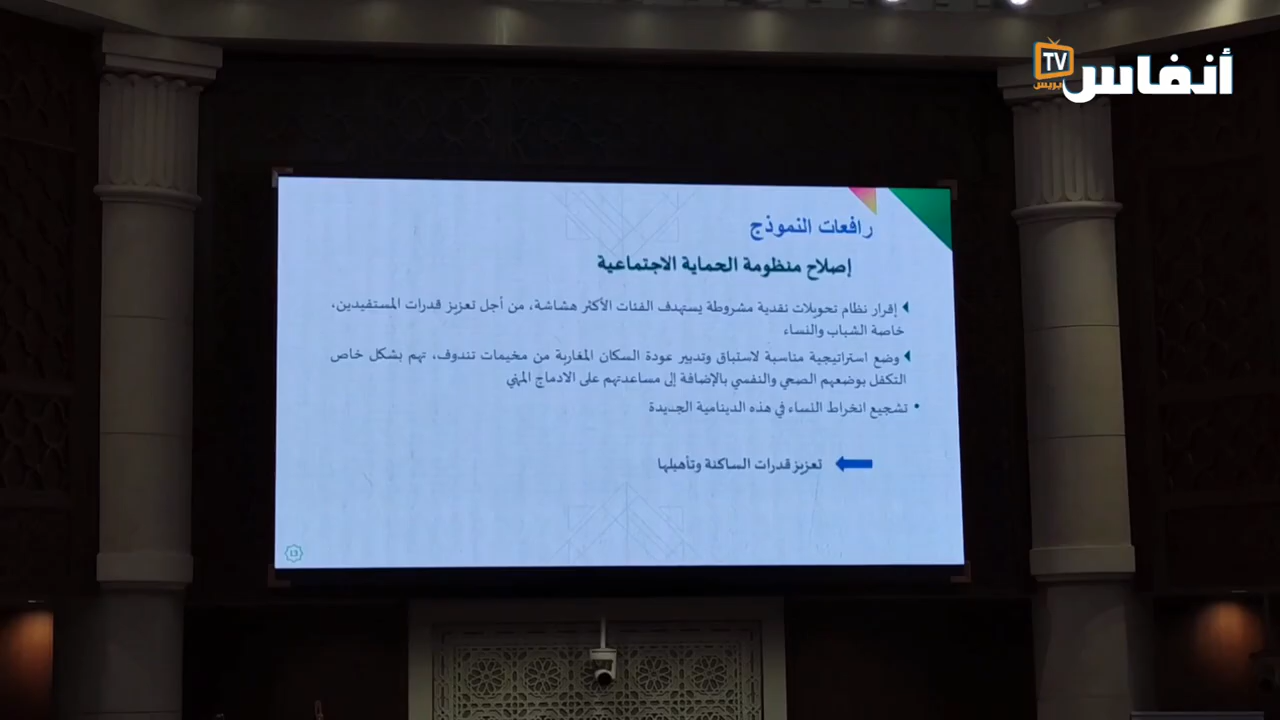 أنفاس
TV
بريس
رافعات النموذج
إصلاح منظومة الحماية الاجتماعية
إقرار نظام تحويلات نقدية مشروطة يستهدف الفئات الأكثر هشاشة، من أجل تعزيز قدرات المستفيدين،
خاصة الشباب والنساء
وضع استراتيجية مناسبة لاستباق وتدبير عودة السكان المغاربة من مخيمات تندوف، تهم بشكل خاص
التكفل بوضعهم الصحي والنفسي بالإضافة إلى مساعدتهم على الادماج المهني
• تشجيع انخراط النساء في هذه الدينامية الجديدة
تعزيز قدرات الساكنة وتأهيلها
13